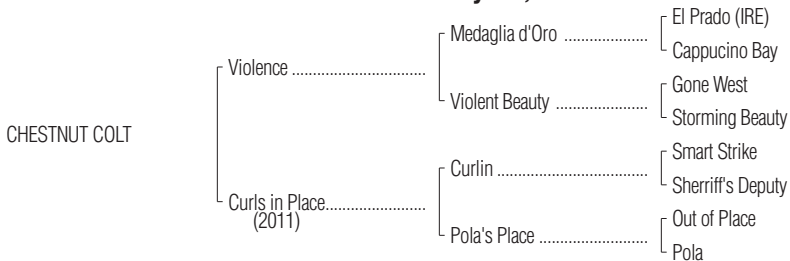 El Prado (IRE)
Medaglia d'Oro ....................
Cappucino Bay
Violence ................................
Gone West
Violent Beauty ......................
Storming Beauty
CHESTNUT COLT
Smart Strike
Curlin ....................................
Sherriff's Deputy
Curls in Place........................
(2011)
Out of Place
Pola's Place ..........................
Pola